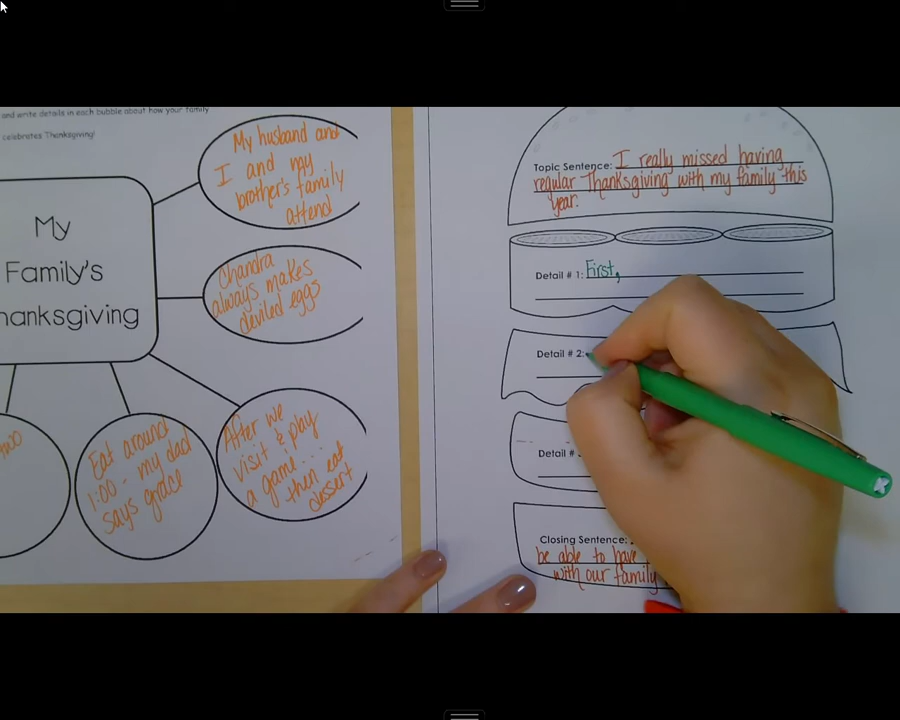 and write details in each bubble about how your family
celebrates Thanksgiving!
My
Family's
hanksgiving
My husband and
I and my
brother's family
attend
Chandra
always makes
deviled eggs
After we
visit & play
a game...
then eat
dessert
Eat around
1:00 - my dad
says grace
Topic Sentence: I really missed having
regular Thanksgiving with my family this
year.
Detail # 1: First,
Detail # 2:
Detail #
Closing Sentence:
be able to have
with our family